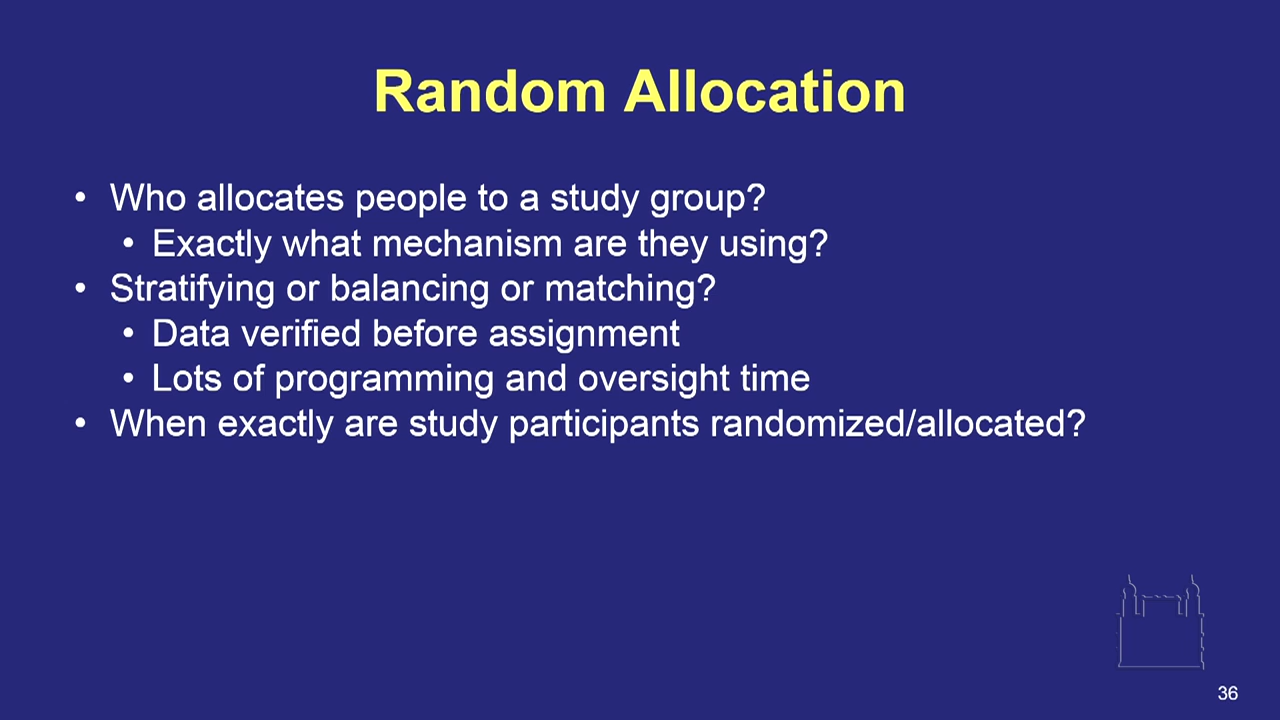 Random Allocation
• Who allocates people to a study group?
• Exactly what mechanism are they using?
• Stratifying or balancing or matching?
• Data verified before assignment
• Lots of programming and oversight time
• When exactly are study participants randomized/allocated?
36